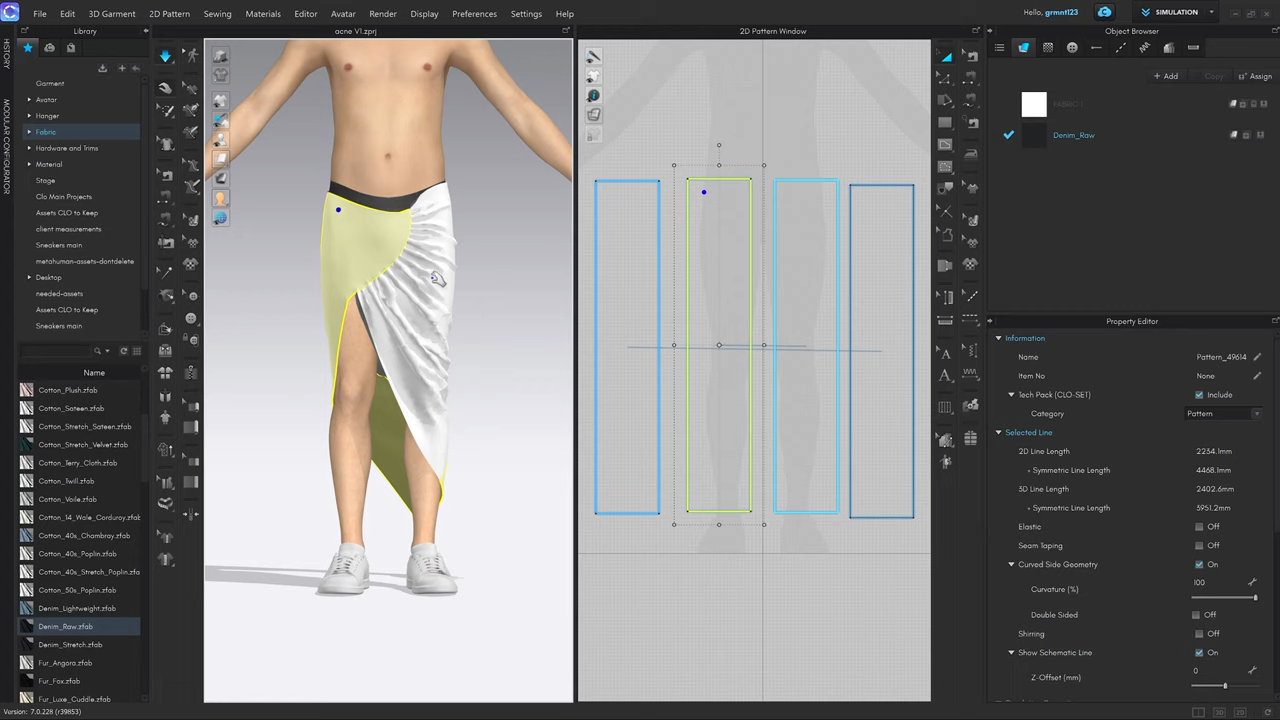 File Edit 3D Garment 2D Pattern Sewing Materials Editor Avatar Render Display Preferences Settings Help
Hello, grmntl23 SIMULATION
Library
acne V1.zprj
2D Pattern Window
Object Browser
HISTORY
MODULAR CONFIGURATOR
Garment
Avatar
Hanger
Fabric
Hardware and Trims
Material
Stage
Clo Main Projects
Assets CLO to Keep
client measurements
Sneakers main
metahuman-assets-dontdelete
Desktop
needed-assets
Assets CLO to Keep
Sneakers main
Name
Cotton_Plush.zfab
Cotton_Sateen.zfab
Cotton_Stretch_Sateen.zfab
Cotton_Stretch_Velvet.zfab
Cotton_Terry_Cloth.zfab
Cotton_Twill.zfab
Cotton_Voile.zfab
Cotton_14_Wale_Corduroy.zfab
Cotton_40s_Chambray.zfab
Cotton_40s_Poplin.zfab
Cotton_40s_Stretch_Poplin.zfa
Cotton_50s_Poplin.zfab
Denim_Lightweight.zfab
Denim_Raw.zfab
Denim_Stretch.zfab
Fur_Angora.zfab
Fur_Fox.zfab
Fur_Luxe_Cuddle.zfab
Version: 7.0.228 (r39853)
+ Add Copy Assign
FABRIC 1
Denim_Raw
Property Editor
Information
Name Pattern_49614
Item No None
Tech Pack (CLO-SET) Include
Category Pattern
Selected Line
2D Line Length 2234.1mm
Symmetric Line Length 4468.1mm
3D Line Length 2402.6mm
Symmetric Line Length 3951.2mm
Elastic Off
Seam Taping Off
Curved Side Geometry On
Curvature (%) 100
Double Sided Off
Shirring Off
Show Schematic Line On
Z-Offset (mm) 0